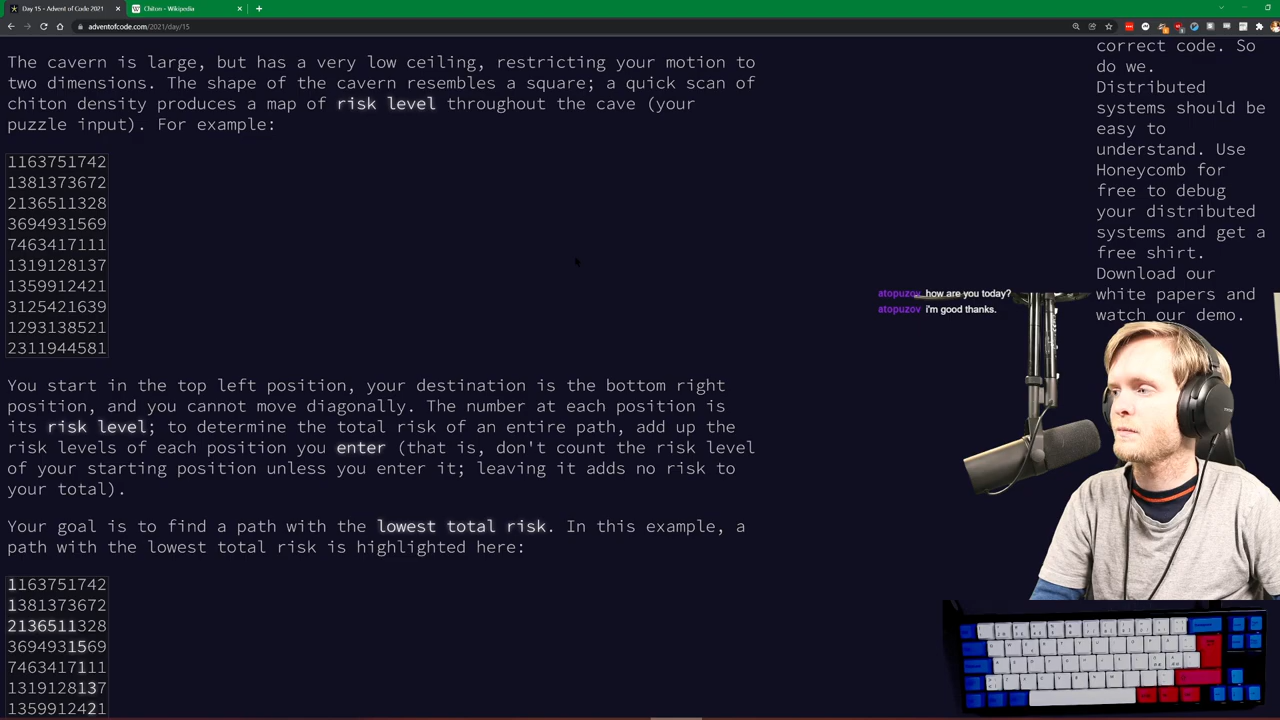 Day 15 - Advent of Code 2021
Chiton - Wikipedia
adventofcode.com/2021/day/15
The cavern is large, but has a very low ceiling, restricting your motion to
two dimensions. The shape of the cavern resembles a square; a quick scan of
chiton density produces a map of risk level throughout the cave (your
puzzle input). For example:
1163751742
1381373672
2136511328
3694931569
7463417111
1319128137
1359912421
3125421639
1293138521
2311944581
You start in the top left position, your destination is the bottom right
position, and you cannot move diagonally. The number at each position is
its risk level; to determine the total risk of an entire path, add up the
risk levels of each position you enter (that is, don't count the risk level
of your starting position unless you enter it; leaving it adds no risk to
your total).
Your goal is to find a path with the lowest total risk. In this example, a
path with the lowest total risk is highlighted here:
1163751742
1381373672
2136511328
3694931569
7463417111
1319128137
1359912421
correct code. So
do we.
Distributed
systems should be
easy to
understand. Use
Honeycomb for
free to debug
your distributed
systems and get a
free shirt.
Download our
white papers and
watch our demo.
atopuzov how are you today?
atopuzov i'm good thanks.